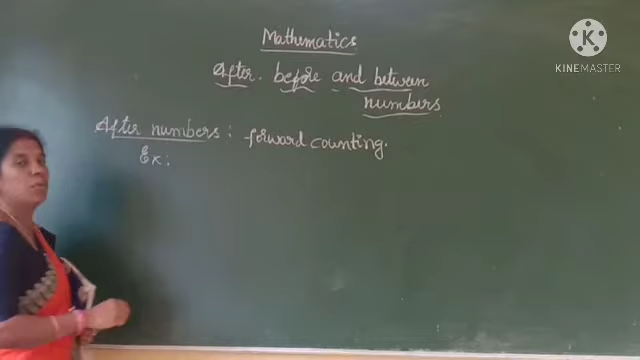 Mathematics
After. before and between
numbers
After numbers: forward counting.
Ex:
K
KINEMASTER